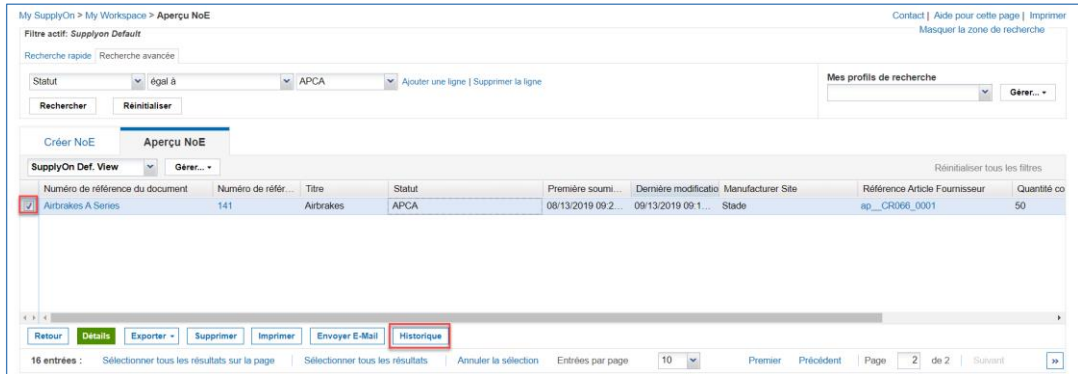 My SupplyOn > My Workspace > Aperçu NoE Contact | Aide pour cette page | Imprimer
Filtre actif: Supplyon Default Masquer la zone de recherche
Recherche rapide Recherche avancée
Statut égal à APCA Ajouter une ligne | Supprimer la ligne Mes profils de recherche
Gérer...
Rechercher Réinitialiser
Créer NoE Aperçu NoE
SupplyOn Def. View Gérer... Réinitialiser tous les filtres
Numéro de référence du document Numéro de référ... Titre Statut Première soumi... Dernière modificatio Manufacturer Site Référence Article Fournisseur Quantité co
Airbrakes A Series 141 Airbrakes APCA 08/13/2019 09:2... 09/13/2019 09:1... Stade ap__CR066_0001 50
Retour Détails Exporter Supprimer Imprimer Envoyer E-Mail Historique
16 entrées : Sélectionner tous les résultats sur la page Sélectionner tous les résultats Annuler la sélection Entrées par page 10 Premier Précédent Page 2 de 2 Suivant »